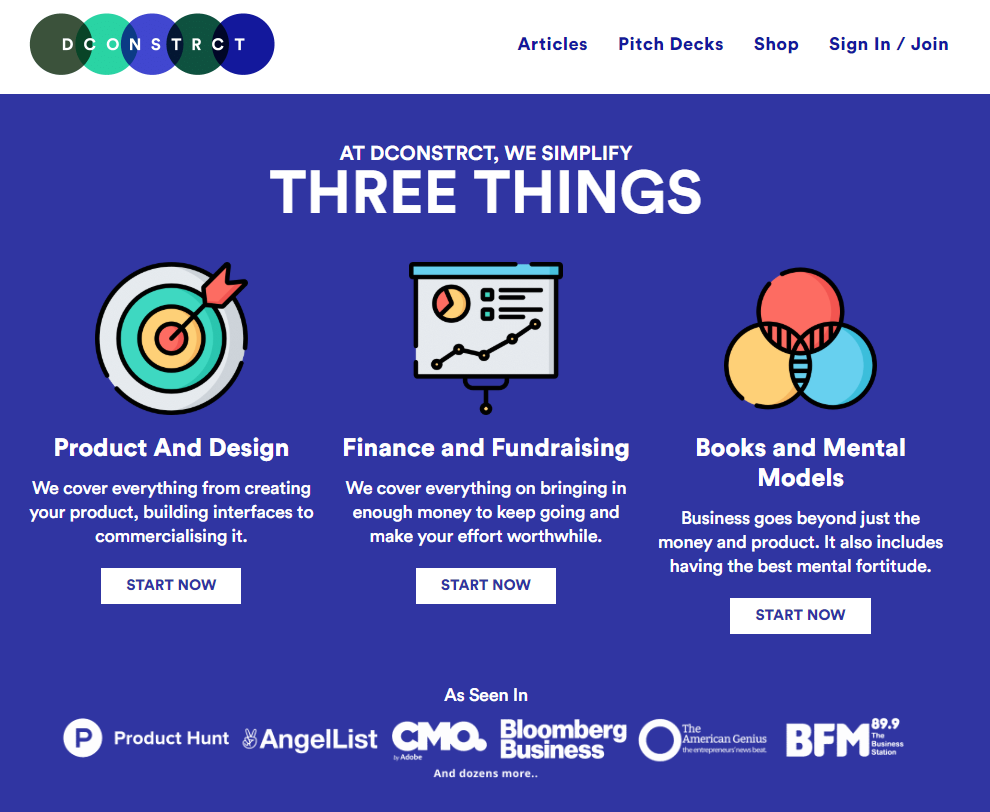 DCONSTRCT
Articles Pitch Decks Shop Sign In / Join
AT DCONSTRCT, WE SIMPLIFY
THREE THINGS
Product And Design
We cover everything from creating
your product, building interfaces to
commercialising it.
START NOW
Finance and Fundraising
We cover everything on bringing in
enough money to keep going and
make your effort worthwhile.
START NOW
Books and Mental
Models
Business goes beyond just the
money and product. It also includes
having the best mental fortitude.
START NOW
As Seen In
P Product Hunt
AngelList
CMO
by Adobe
Bloomberg
Business
The
American Genius
the entrepreneurs' news beat.
BFM
89.9
The
Business
Station
And dozens more..